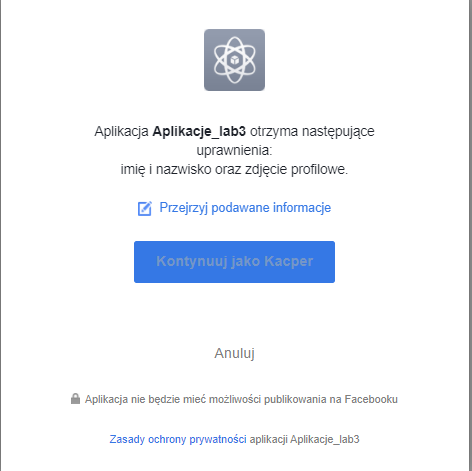 Aplikacja Aplikacje_lab3 otrzyma następujące
uprawnienia:
imię i nazwisko oraz zdjęcie profilowe.
Przejrzyj podawane informacje
Kontynuuj jako Kacper
Anuluj
Aplikacja nie będzie mieć możliwości publikowania na Facebooku
Zasady ochrony prywatności aplikacji Aplikacje_lab3